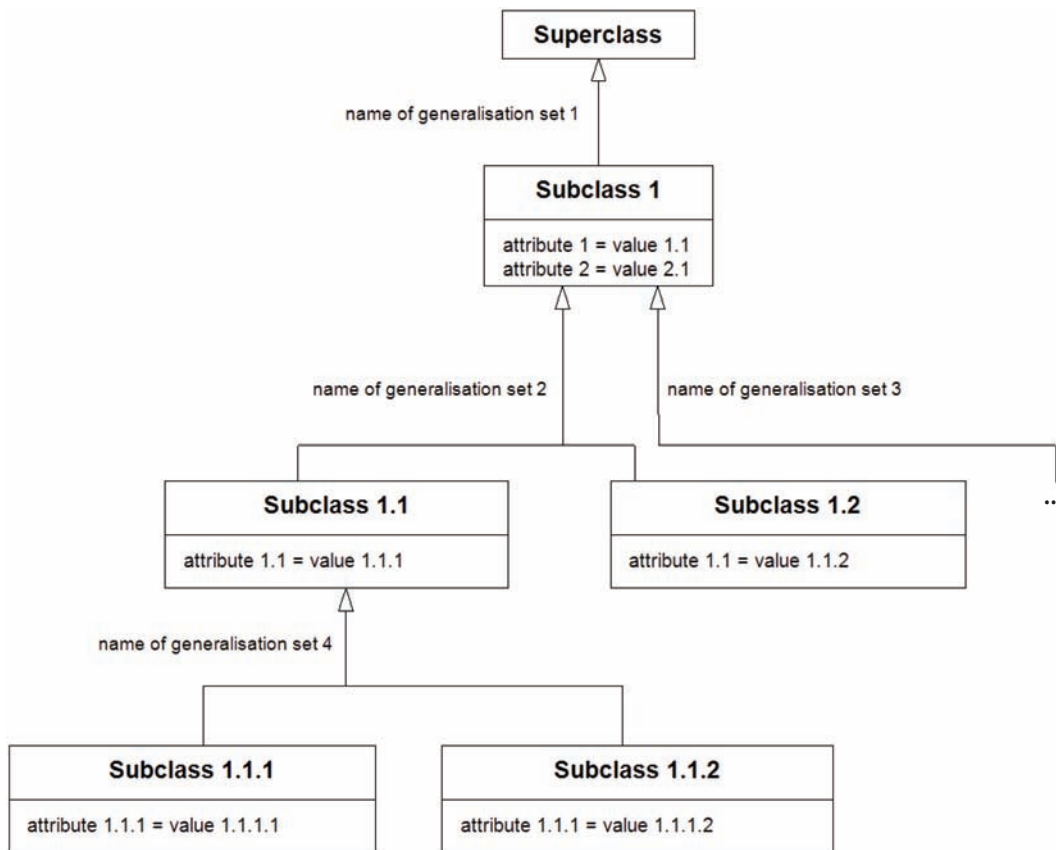 Superclass
name of generalisation set 1
Subclass 1
attribute 1 = value 1.1
attribute 2 = value 2.1
name of generalisation set 2
name of generalisation set 3
Subclass 1.1
attribute 1.1 = value 1.1.1
Subclass 1.2
attribute 1.1 = value 1.1.2
..
name of generalisation set 4
Subclass 1.1.1
attribute 1.1.1 = value 1.1.1.1
Subclass 1.1.2
attribute 1.1.1 = value 1.1.1.2